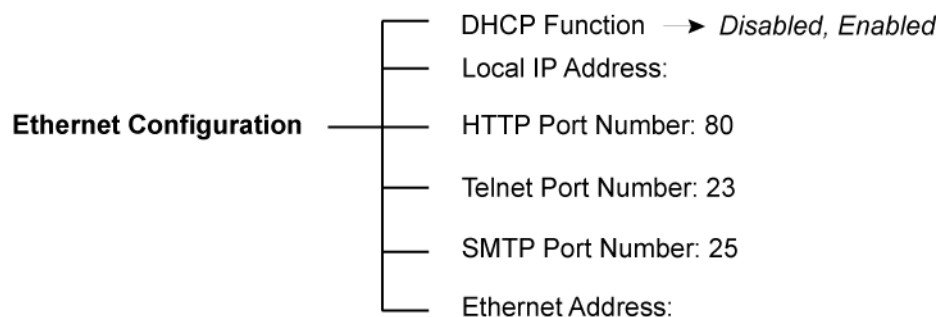 DHCP Function
Disabled, Enabled
Local IP Address:
Ethernet Configuration
HTTP Port Number: 80
Telnet Port Number: 23
SMTP Port Number: 25
Ethernet Address: